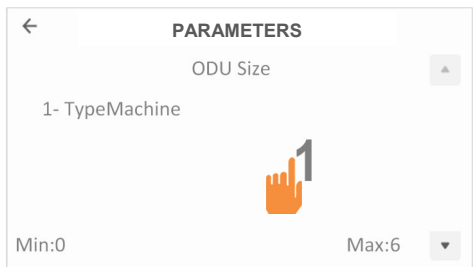 PARAMETERS
ODU Size
1- TypeMachine
1
Min:0
Max:6